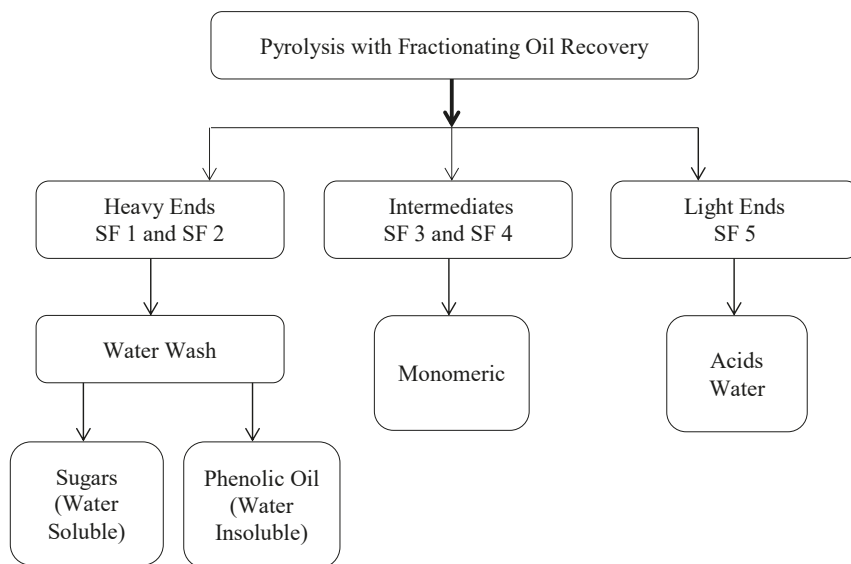 Pyrolysis with Fractionating Oil Recovery
Heavy Ends
SF 1 and SF 2
Intermediates
SF 3 and SF 4
Light Ends
SF 5
Water Wash
Monomeric
Acids
Water
Sugars
(Water
Soluble)
Phenolic Oil
(Water
Insoluble)